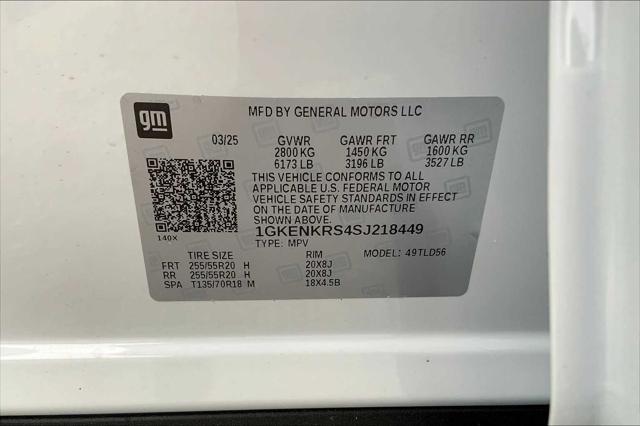 gm
MFD BY GENERAL MOTORS LLC
03/25 GVWR GAWR FRT GAWR RR
2800 KG 1450 KG 1600 KG
6173 LB 3196 LB 3527 LB
THIS VEHICLE CONFORMS TO ALL
APPLICABLE U.S. FEDERAL MOTOR
VEHICLE SAFETY STANDARDS IN EFFECT
ON THE DATE OF MANUFACTURE
SHOWN ABOVE.
140X
1GKENKRS4SJ218449
TYPE: MPV MODEL: 49TLD56
TIRE SIZE RIM
FRT 255/55R20 H 20X8J
RR 255/55R20 H 20X8J
SPA T135/70R18 M 18X4.5B